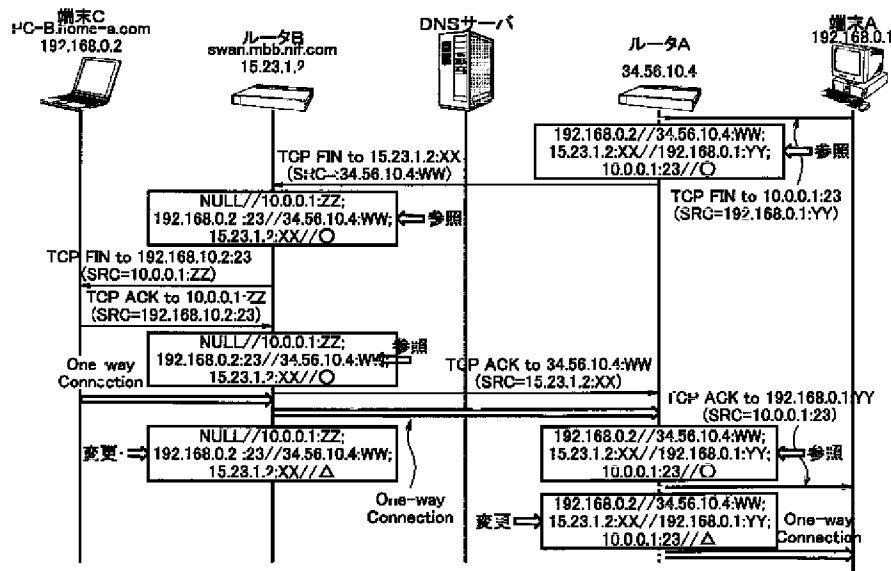 端末C
PC-B.home-a.com
192.168.0.2
ルータB
swan.mbb.nif.com
15.23.1.2
DNSサーバ
ルータA
34.56.10.4
端末A
192.168.0.1
192.168.0.2//34.56.10.4:WW;
15.23.1.2:XX//192.168.0.1:YY;
10.0.0.1:23//○
参照
TCP FIN to 10.0.0.1:23
(SRC=192.168.0.1:YY)
TCP FIN to 15.23.1.2:XX
(SRC=:34.56.10.4:WW)
NULL//10.0.0.1:ZZ;
192.168.0.2 :23//34.56.10.4:WW;
15.23.1.2:XX//○
参照
TCP FIN to 192.168.10.2:23
(SRC=10.0.0.1:ZZ)
TCP ACK to 10.0.0.1:ZZ
(SRC=192.168.10.2:23)
NULL//10.0.0.1:ZZ;
192.168.0.2:23//34.56.10.4:WW;
15.23.1.2:XX//○
参照
One-way
Connection
TCP ACK to 34.56.10.4:WW
(SRC=15.23.1.2:XX)
TCP ACK to 192.168.0.1:YY
(SRC=10.0.0.1:23)
変更
NULL//10.0.0.1:ZZ;
192.168.0.2 :23//34.56.10.4:WW;
15.23.1.2:XX//△
One-way
Connection
192.168.0.2//34.56.10.4:WW;
15.23.1.2:XX//192.168.0.1:YY;
10.0.0.1:23//○
参照
変更
192.168.0.2//34.56.10.4:WW;
15.23.1.2:XX//192.168.0.1:YY;
10.0.0.1:23//△
One-way
Connection